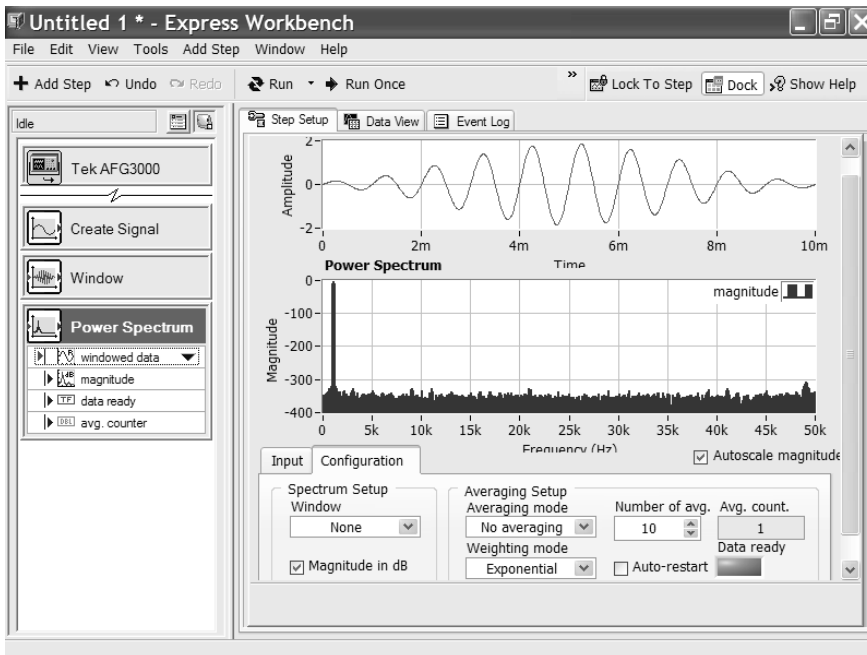 Untitled 1 * - Express Workbench
File Edit View Tools Add Step Window Help
Add Step Undo Redo Run Run Once » Lock To Step Dock Show Help
Idle
Step Setup Data View Event Log
Tek AFG3000
Create Signal
Window
Power Spectrum
windowed data
dB magnitude
TF data ready
DBL avg. counter
Amplitude
2
0
-2
0 2m 4m 6m 8m 10m
Time
Power Spectrum
magnitude
Magnitude
0
-100
-200
-300
-400
0 5k 10k 15k 20k 25k 30k 35k 40k 45k 50k
Frequency (Hz)
Autoscale magnitude
Input Configuration
Spectrum Setup
Window
None
Magnitude in dB
Averaging Setup
Averaging mode
No averaging
Weighting mode
Exponential
Number of avg.
10
Avg. count.
1
Auto-restart
Data ready